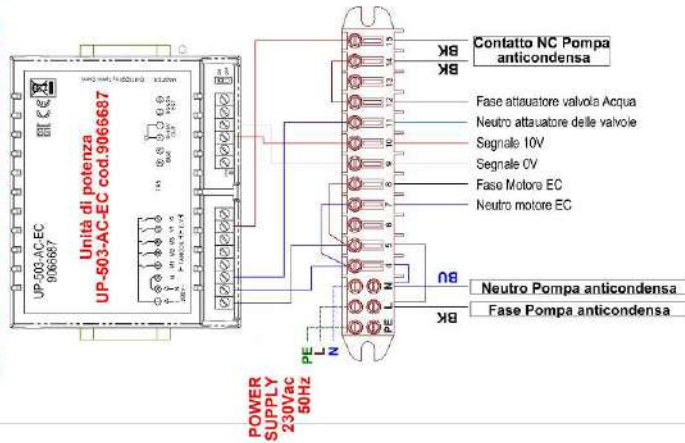 Contatto NC Pompa
anticondensa
BK
BK
Fase attauatore valvola Acqua
Neutro attauatore delle valvole
Segnale 10V
Segnale 0V
Fase Motore EC
Neutro motore EC
BU
Neutro Pompa anticondensa
Fase Pompa anticondensa
BK
15
14
13
12
11
10
9
8
7
6
5
4
N
L
PE
UP-503-AC-EC
9066687
Unità di potenza
UP-503-AC-EC cod.9066687
PE
L
N
POWER
SUPPLY
230Vac
50Hz